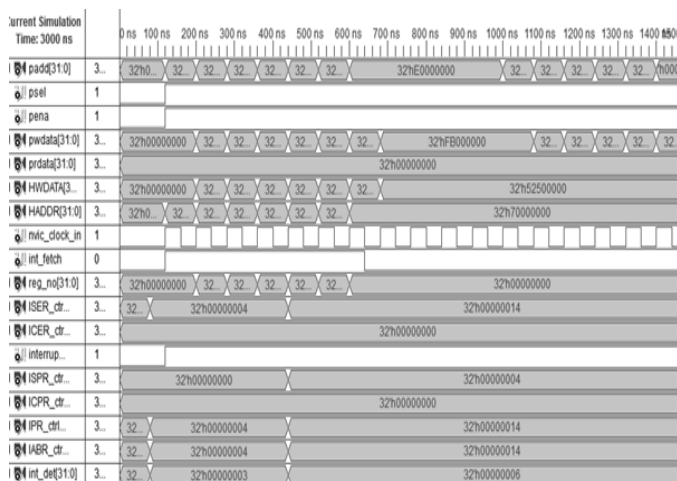 Current Simulation
Time: 3000 ns
0 ns 100 ns 200 ns 300 ns 400 ns 500 ns 600 ns 700 ns 800 ns 900 ns 1000 ns 1100 ns 1200 ns 1300 ns 1400 ns
padd[31:0] 3... 32'h0... 32... 32... 32... 32... 32... 32... 32'hE0000000 32... 32... 32... 32... 32...
psel 1
pena 1
pwdata[31:0] 3... 32'h00000000 32... 32... 32... 32... 32... 32... 32'hFB000000 32... 32... 32... 32... 32...
prdata[31:0] 3... 32'h00000000
HWDATA[3... 3... 32'h00000000 32... 32... 32... 32... 32... 32... 32'h52500000
HADDR[31:0] 3... 32'h0... 32... 32... 32... 32... 32... 32... 32'h70000000
nvic_clock_in 1
int_fetch 0
reg_no[31:0] 3... 32'h00000000 32... 32... 32... 32... 32... 32'h00000000
ISER_ctr... 3... 32... 32'h00000004 32'h00000014
ICER_ctr... 3... 32'h00000000
interrup... 1
ISPR_ctr... 3... 32'h00000000 32'h00000004
ICPR_ctr... 3... 32'h00000000
IPR_ctrl... 3... 32... 32'h00000004 32'h00000014
IABR_ctr... 3... 32... 32'h00000004 32'h00000014
int_det[31:0] 3... 32... 32'h00000003 32'h00000006